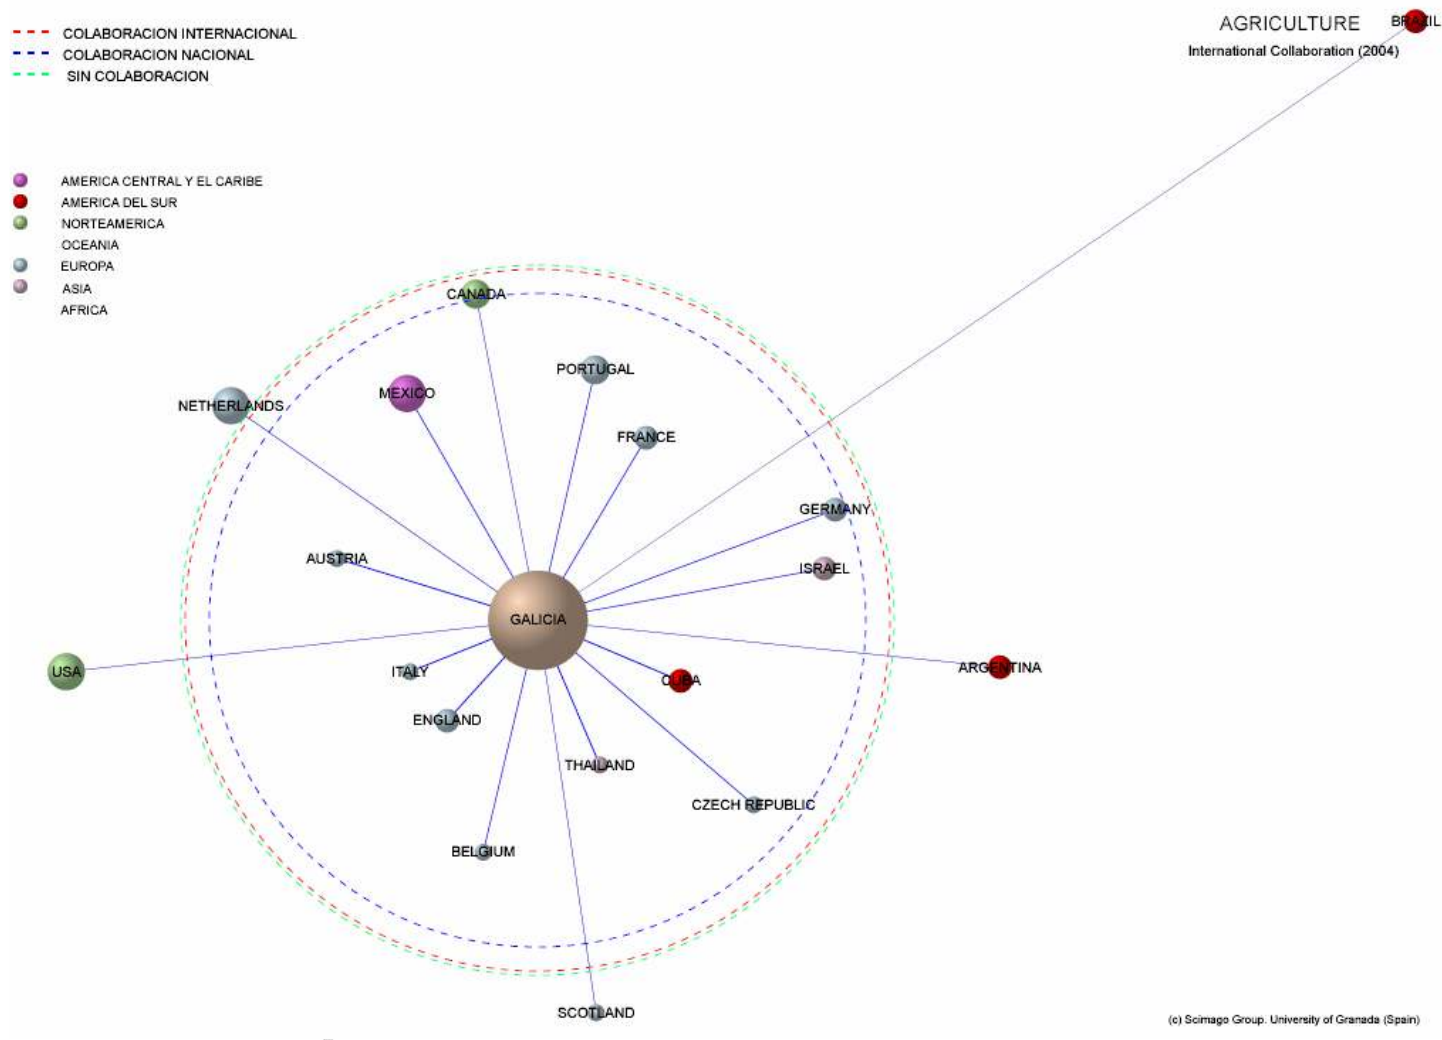 COLABORACION INTERNACIONAL
COLABORACION NACIONAL
SIN COLABORACION
AGRICULTURE
International Collaboration (2004)
BRAZIL
AMERICA CENTRAL Y EL CARIBE
AMERICA DEL SUR
NORTEAMERICA
OCEANIA
EUROPA
ASIA
AFRICA
CANADA
PORTUGAL
MEXICO
NETHERLANDS
FRANCE
GERMANY
AUSTRIA
ISRAEL
GALICIA
USA
ITALY
CUBA
ARGENTINA
ENGLAND
THAILAND
CZECH REPUBLIC
BELGIUM
SCOTLAND
(c) Scimago Group. University of Granada (Spain)